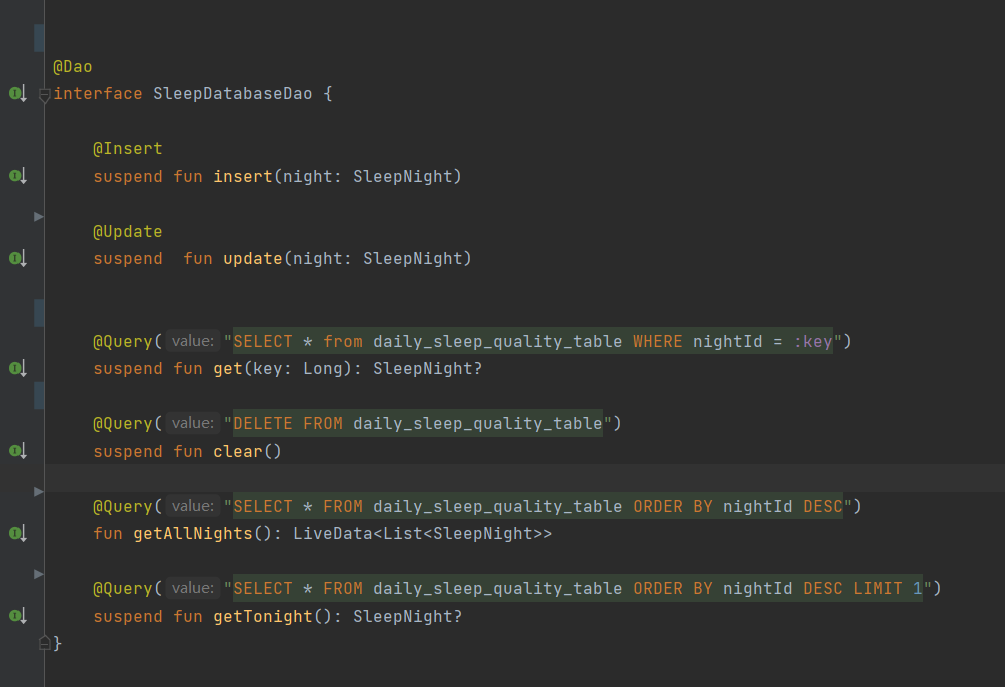 @Dao
interface SleepDatabaseDao {
@Insert
suspend fun insert(night: SleepNight)
@Update
suspend  fun update(night: SleepNight)
@Query( value: "SELECT * from daily_sleep_quality_table WHERE nightId = :key")
suspend fun get(key: Long): SleepNight?
@Query( value: "DELETE FROM daily_sleep_quality_table")
suspend fun clear()
@Query( value: "SELECT * FROM daily_sleep_quality_table ORDER BY nightId DESC")
fun getAllNights(): LiveData<List<SleepNight>>
@Query( value: "SELECT * FROM daily_sleep_quality_table ORDER BY nightId DESC LIMIT 1")
suspend fun getTonight(): SleepNight?
}